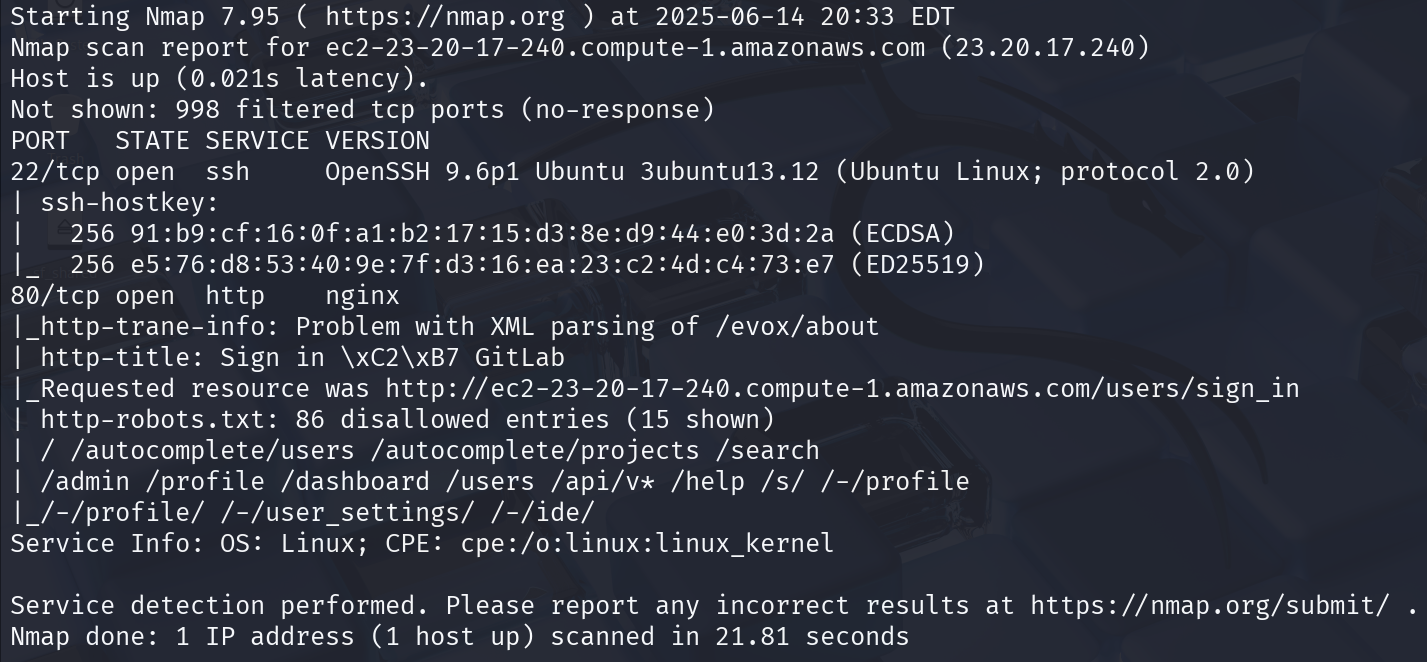 Starting Nmap 7.95 ( https://nmap.org ) at 2025-06-14 20:33 EDT
Nmap scan report for ec2-23-20-17-240.compute-1.amazonaws.com (23.20.17.240)
Host is up (0.021s latency).
Not shown: 998 filtered tcp ports (no-response)
PORT   STATE SERVICE VERSION
22/tcp open  ssh     OpenSSH 9.6p1 Ubuntu 3ubuntu13.12 (Ubuntu Linux; protocol 2.0)
| ssh-hostkey:
|   256 91:b9:cf:16:0f:a1:b2:17:15:d3:8e:d9:44:e0:3d:2a (ECDSA)
|_  256 e5:76:d8:53:40:9e:7f:d3:16:ea:23:c2:4d:c4:73:e7 (ED25519)
80/tcp open  http    nginx
|_http-trane-info: Problem with XML parsing of /evox/about
| http-title: Sign in \xC2\xB7 GitLab
|_Requested resource was http://ec2-23-20-17-240.compute-1.amazonaws.com/users/sign_in
| http-robots.txt: 86 disallowed entries (15 shown)
| / /autocomplete/users /autocomplete/projects /search
| /admin /profile /dashboard /users /api/v* /help /s/ /-/profile
|_/-/profile/ /-/user_settings/ /-/ide/
Service Info: OS: Linux; CPE: cpe:/o:linux:linux_kernel

Service detection performed. Please report any incorrect results at https://nmap.org/submit/ .
Nmap done: 1 IP address (1 host up) scanned in 21.81 seconds